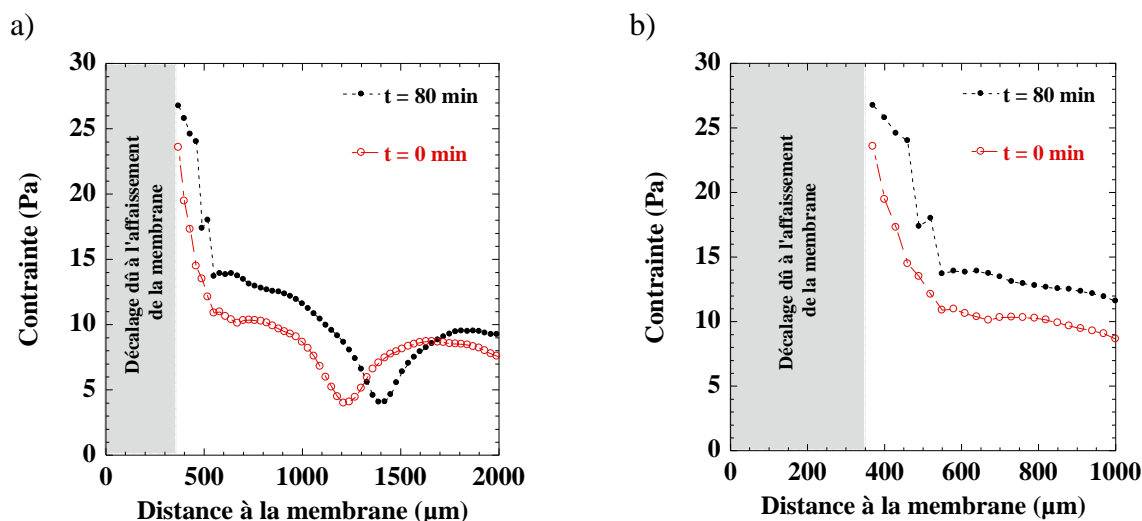 a)
30
25
20
15
10
5
0
Contrainte (Pa)
Décalage dû à l'affaissement
de la membrane
t = 80 min
t = 0 min
0 500 1000 1500 2000
Distance à la membrane (µm)
b)
30
25
20
15
10
5
0
Contrainte (Pa)
Décalage dû à l'affaissement
de la membrane
t = 80 min
t = 0 min
0 200 400 600 800 1000
Distance à la membrane (µm)